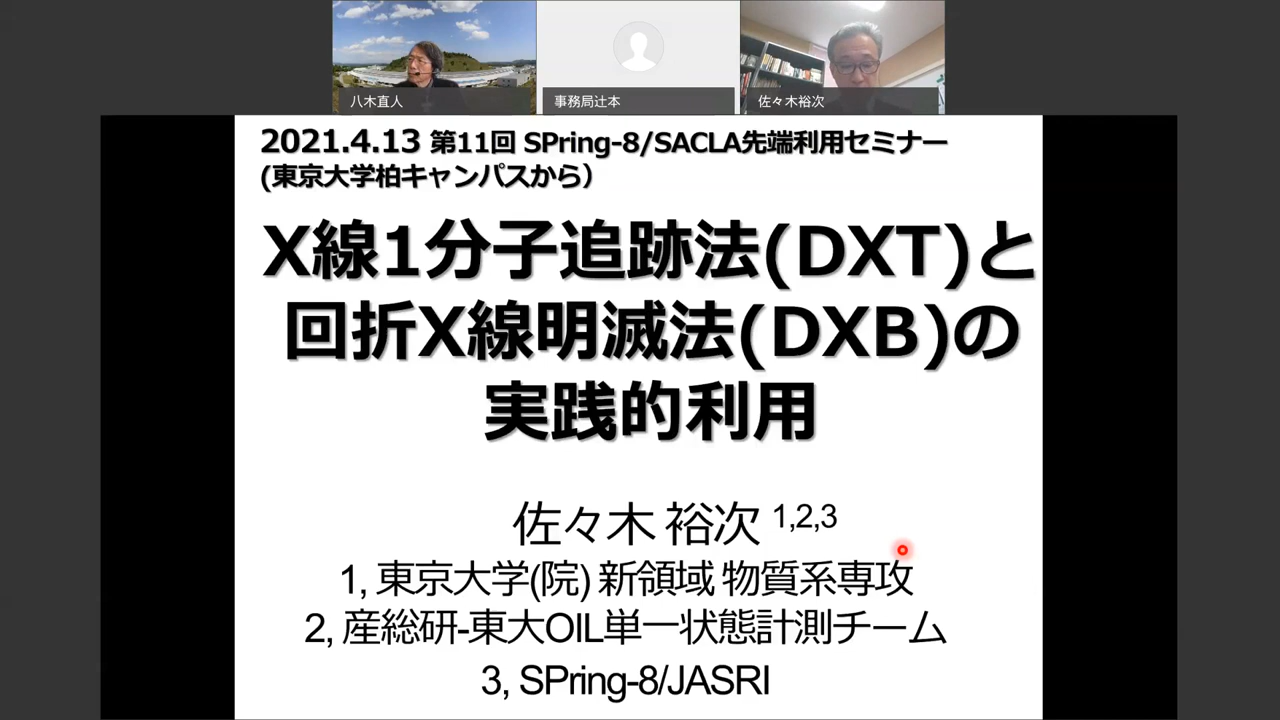 八木直人
事務局辻本
佐々木裕次
2021.4.13 第11回 SPring-8/SACLA先端利用セミナー
(東京大学柏キャンパスから）
X線1分子追跡法(DXT)と
回折X線明滅法(DXB)の
実践的利用
佐々木 裕次 1,2,3
1, 東京大学(院) 新領域 物質系専攻
2, 産総研-東大OIL単一状態計測チーム
3, SPring-8/JASRI